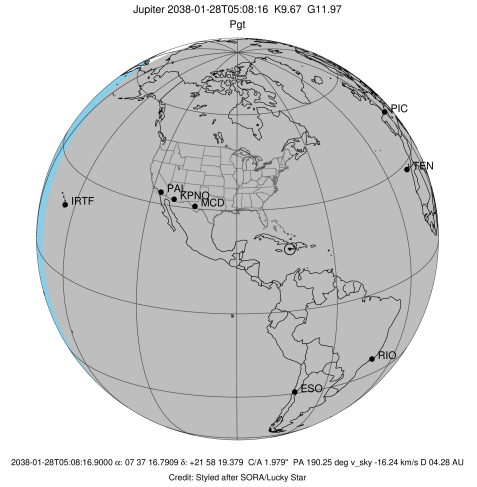 Jupiter 2038-01-28T05:08:16 K9.67 G11.97
Pgt
PIC
TEN
PAL
KPNO
MCD
IRTF
RIO
ESO
2038-01-28T05:08:16.9000 α: 07 37 16.7909 δ: +21 58 19.379 C/A 1.979" PA 190.25 deg v_sky -16.24 km/s D 04.28 AU
Credit: Styled after SORA/Lucky Star